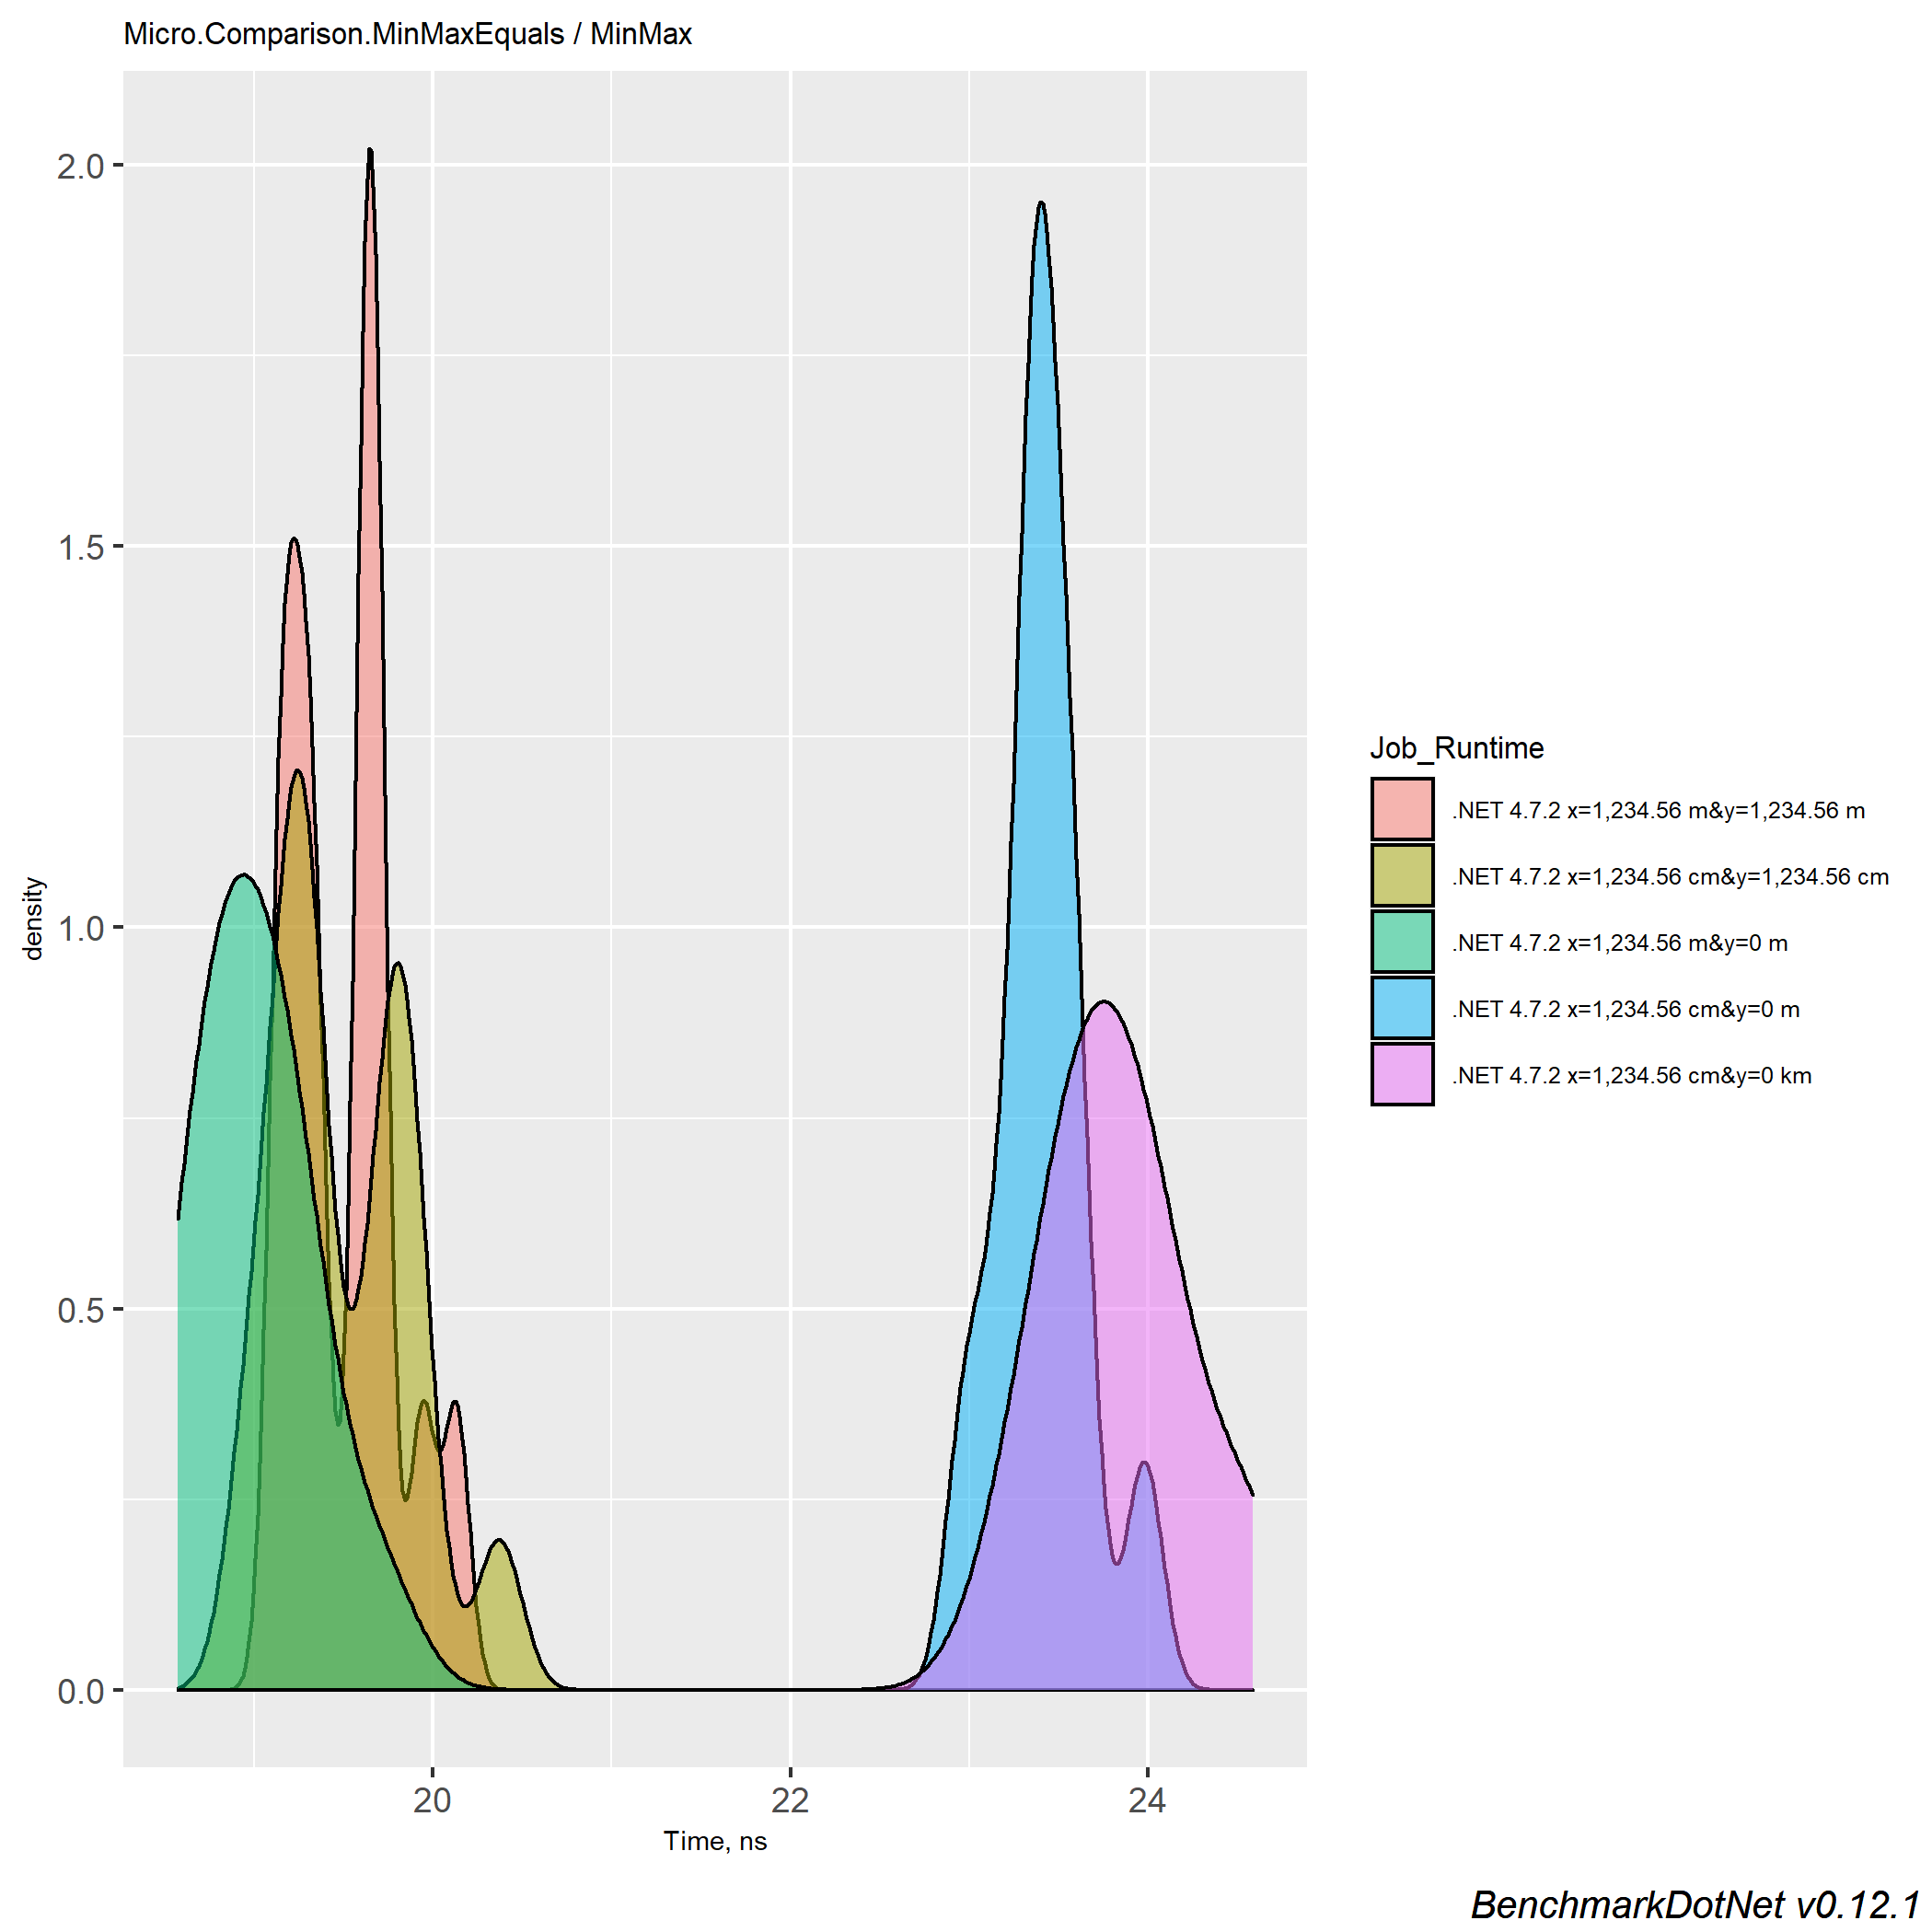 Micro.Comparison.MinMaxEquals / MinMax
2.0
1.5
1.0
0.5
0.0
density
20 22 24
Time, ns
Job_Runtime
.NET 4.7.2 x=1,234.56 m&y=1,234.56 m
.NET 4.7.2 x=1,234.56 cm&y=1,234.56 cm
.NET 4.7.2 x=1,234.56 m&y=0 m
.NET 4.7.2 x=1,234.56 cm&y=0 m
.NET 4.7.2 x=1,234.56 cm&y=0 km
BenchmarkDotNet v0.12.1